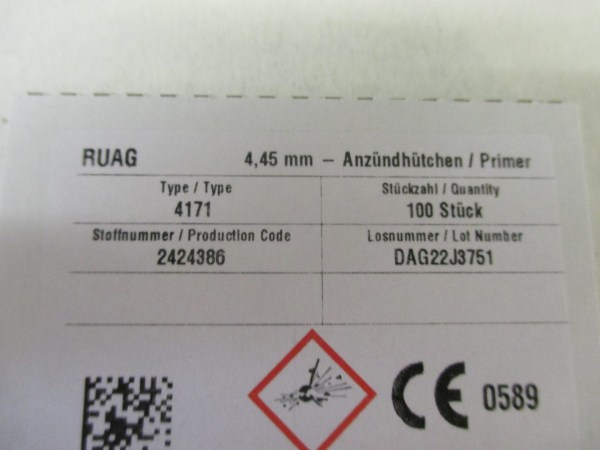 RUAG 4,45 mm – Anzündhütchen / Primer
Type / Type Stückzahl / Quantity
4171 100 Stück
Stoffnummer / Production Code Losnummer / Lot Number
2424386 DAG22J3751
CE 0589